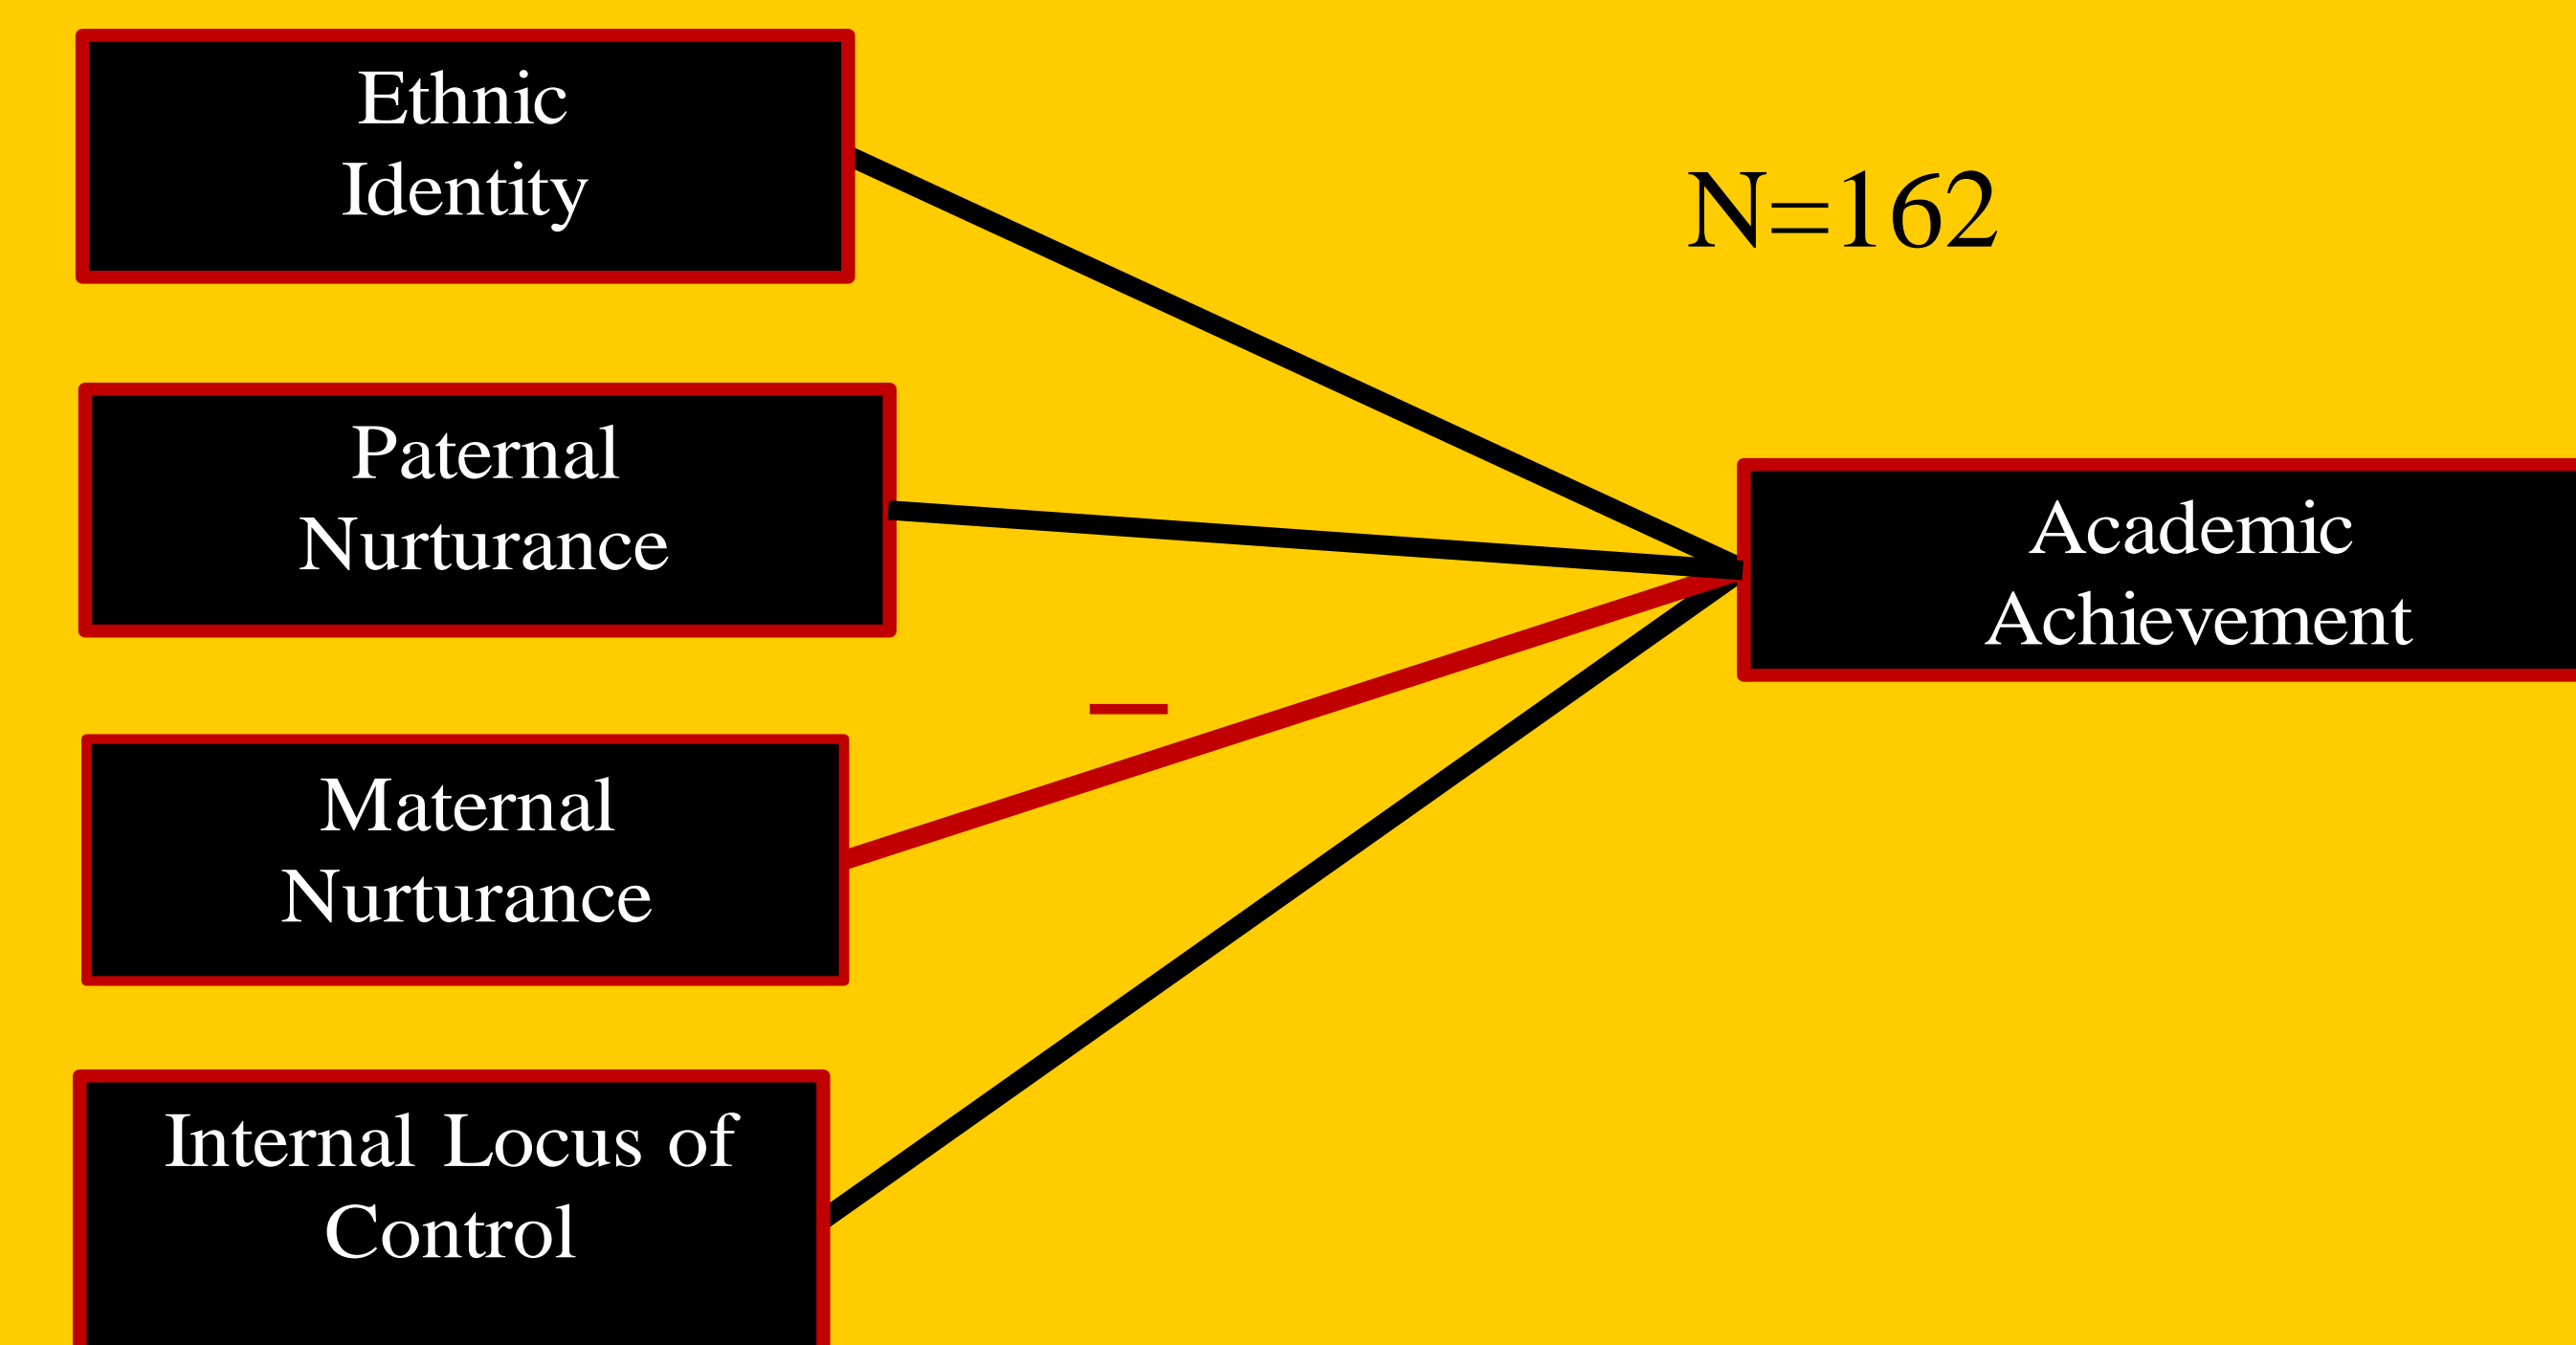 Ethnic
Identity
N=162
Paternal
Nurturance
Academic
Achievement
–
Maternal
Nurturance
Internal Locus of
Control